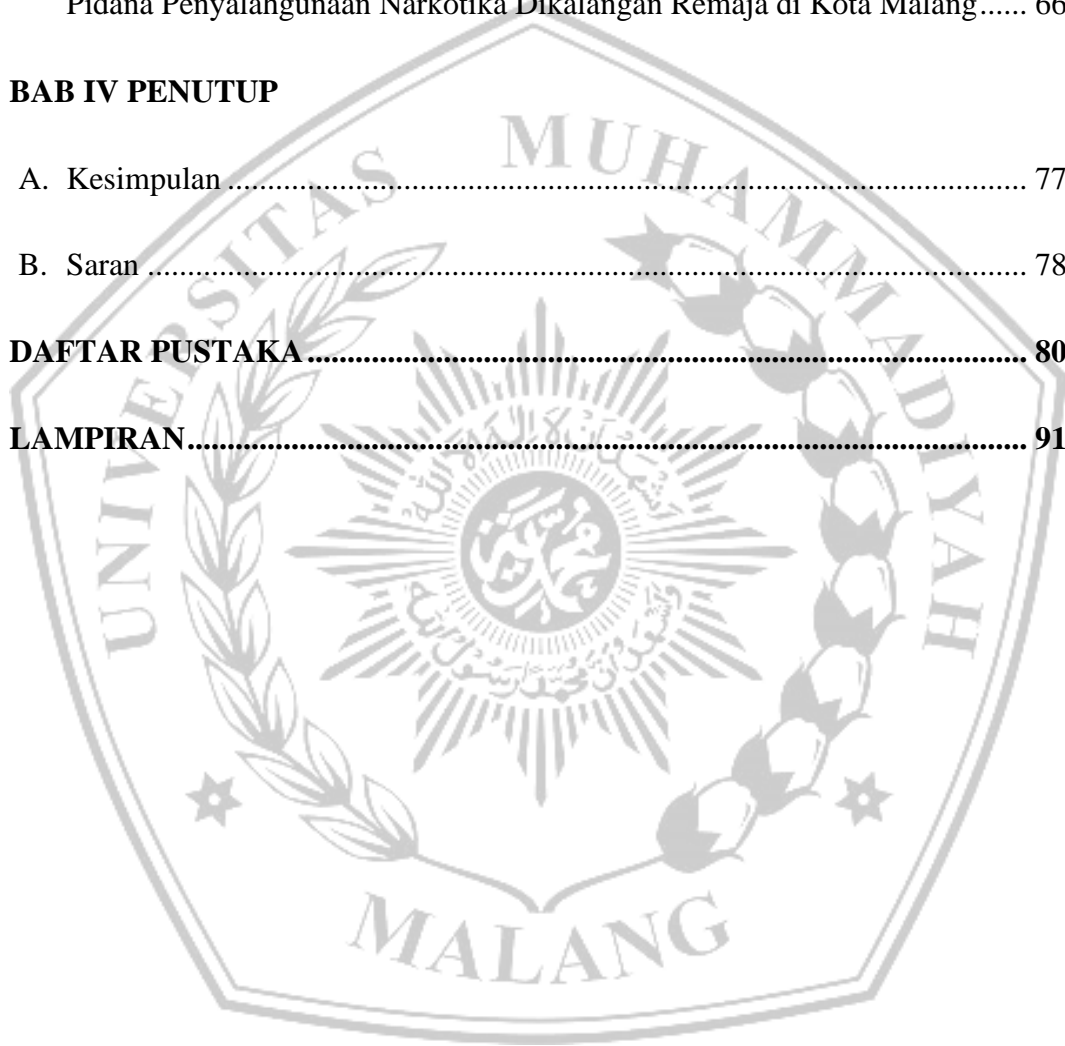 Pidana Penyalahgunaan Narkotika Dikalangan Remaja di Kota Malang...... 66
BAB IV PENUTUP
A. Kesimpulan ........................................................................................ 77
B. Saran ................................................................................................. 78
DAFTAR PUSTAKA ............................................................................. 80
LAMPIRAN ........................................................................................... 91
UNIVERSITAS MUHAMMADIYAH
MALANG